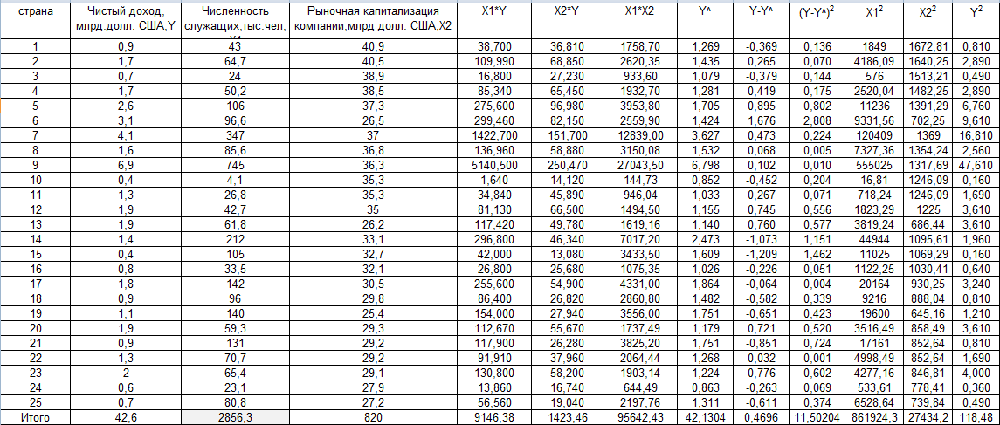 страна Чистый доход, млрд.долл. США,Y Численность служащих,тыс.чел, X1 Рыночная капитализация компании,млрд долл. США,X2 X1*Y X2*Y X1*X2 Y^ Y-Y^ (Y-Y^)² X1² X2² Y²
1 0,9 43 40,9 38,700 36,810 1758,70 1,269 -0,369 0,136 1849 1672,81 0,810
2 1,7 64,7 40,5 109,990 68,850 2620,35 1,435 0,265 0,070 4186,09 1640,25 2,890
3 0,7 24 38,9 16,800 27,230 933,60 1,079 -0,379 0,144 576 1513,21 0,490
4 1,7 50,2 38,5 85,340 65,450 1932,70 1,281 0,419 0,175 2520,04 1482,25 2,890
5 2,6 106 37,3 275,600 96,980 3953,80 1,705 0,895 0,802 11236 1391,29 6,760
6 3,1 96,6 26,5 299,460 82,150 2559,90 1,424 1,676 2,808 9331,56 702,25 9,610
7 4,1 347 37 1422,700 151,700 12839,00 3,627 0,473 0,224 120409 1369 16,810
8 1,6 85,6 36,8 136,960 58,880 3150,08 1,532 0,068 0,005 7327,36 1354,24 2,560
9 6,9 745 36,3 5140,500 250,470 27043,50 6,798 0,102 0,010 555025 1317,69 47,610
10 0,4 4,1 35,3 1,640 14,120 144,73 0,852 -0,452 0,204 16,81 1246,09 0,160
11 1,3 26,8 35,3 34,840 45,890 946,04 1,033 0,267 0,071 718,24 1246,09 1,690
12 1,9 42,7 35 81,130 66,500 1494,50 1,155 0,745 0,556 1823,29 1225 3,610
13 1,9 61,8 26,2 117,420 49,780 1619,16 1,140 0,760 0,577 3819,24 686,44 3,610
14 1,4 212 33,1 296,800 46,340 7017,20 2,473 -1,073 1,151 44944 1095,61 1,960
15 0,4 105 32,7 42,000 13,080 3433,50 1,609 -1,209 1,462 11025 1069,29 0,160
16 0,8 33,5 32,1 26,800 25,680 1075,35 1,026 -0,226 0,051 1122,25 1030,41 0,640
17 1,8 142 30,5 255,600 54,900 4331,00 1,864 -0,064 0,004 20164 930,25 3,240
18 0,9 96 29,8 86,400 26,820 2860,80 1,482 -0,582 0,339 9216 888,04 0,810
19 1,1 140 25,4 154,000 27,940 3556,00 1,751 -0,651 0,423 19600 645,16 1,210
20 1,9 59,3 29,3 112,670 55,670 1737,49 1,179 0,721 0,520 3516,49 858,49 3,610
21 0,9 131 29,2 117,900 26,280 3825,20 1,751 -0,851 0,724 17161 852,64 0,810
22 1,3 70,7 29,2 91,910 37,960 2064,44 1,268 0,032 0,001 4998,49 852,64 1,690
23 2 65,4 29,1 130,800 58,200 1903,14 1,224 0,776 0,602 4277,16 846,81 4,000
24 0,6 23,1 27,9 13,860 16,740 644,49 0,863 -0,263 0,069 533,61 778,41 0,360
25 0,7 80,8 27,2 56,560 19,040 2197,76 1,311 -0,611 0,374 6528,64 739,84 0,490
Итого 42,6 2856,3 820 9146,38 1423,46 95642,43 42,1304 0,4696 11,50204 861924,3 27434,2 118,48